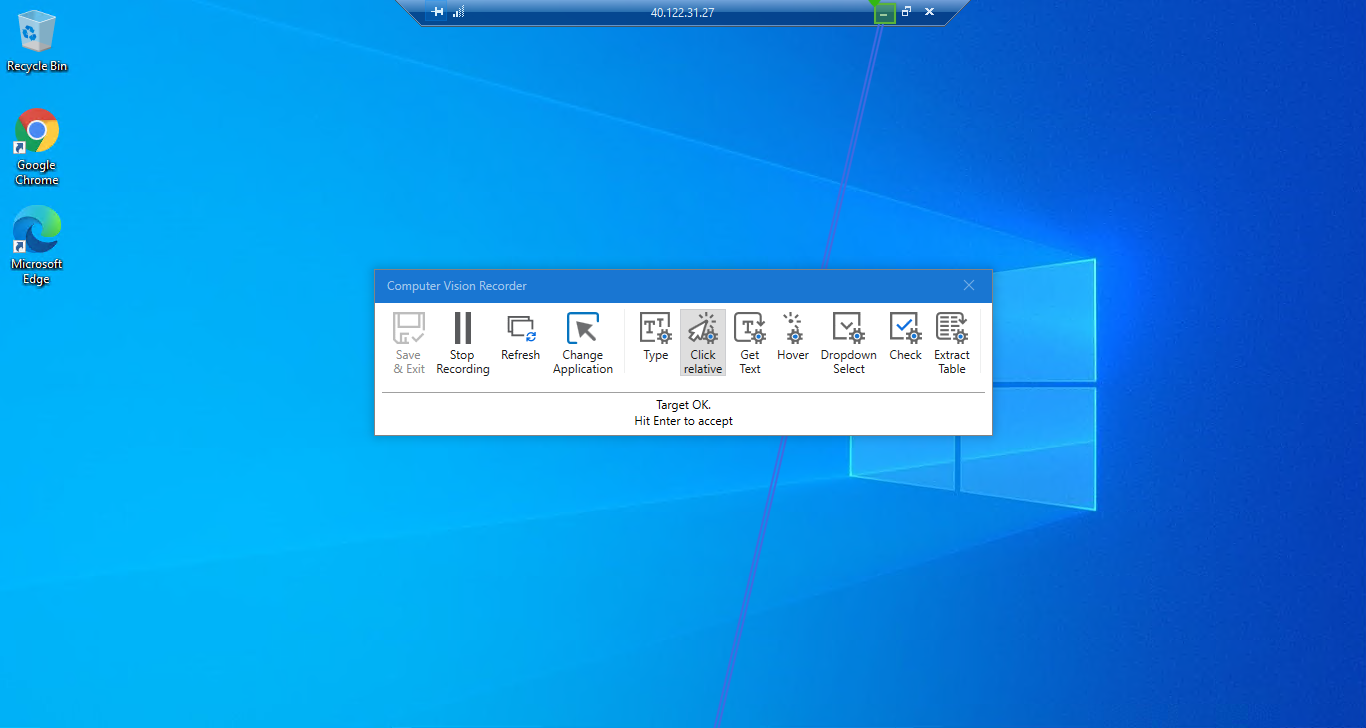 40.122.31.27
Recycle Bin
Google
Chrome
Microsoft
Edge
Computer Vision Recorder
Save
& Exit
Stop
Recording
Refresh
Change
Application
Type
Click
relative
Get
Text
Hover
Dropdown
Select
Check
Extract
Table
Target OK.
Hit Enter to accept